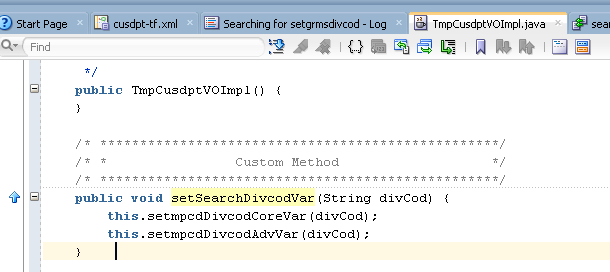 Start Page cusdpt-tf.xml Searching for setgrmsdivcod - Log TmpCusdptVOImpl.java sear
Find
*/
public TmpCusdptVOImpl() {
}
/* **************************************************/
/* * Custom Method */
/* **************************************************/
public void setSearchDivcodVar(String divCod) {
this.setmpcdDivcodCoreVar(divCod);
this.setmpcdDivcodAdvVar(divCod);
}